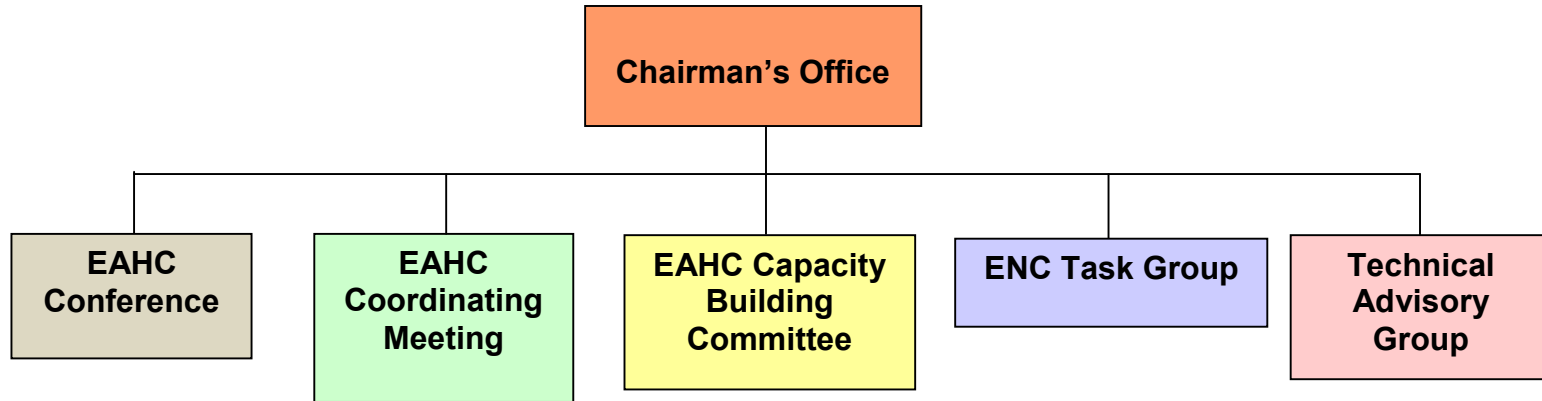 Chairman’s Office
EAHC
Conference
EAHC
Coordinating
Meeting
EAHC Capacity
Building
Committee
ENC Task Group
Technical
Advisory
Group